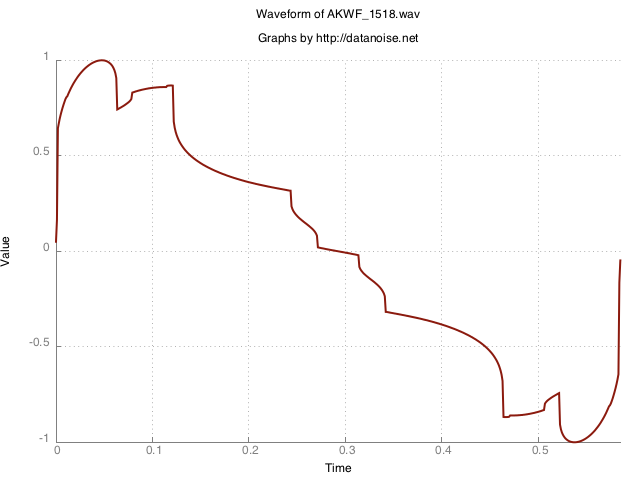 Waveform of AKWF_1518.wav
Graphs by http://datanoise.net
1
0.5
0
-0.5
-1
Value
0 0.1 0.2 0.3 0.4 0.5
Time